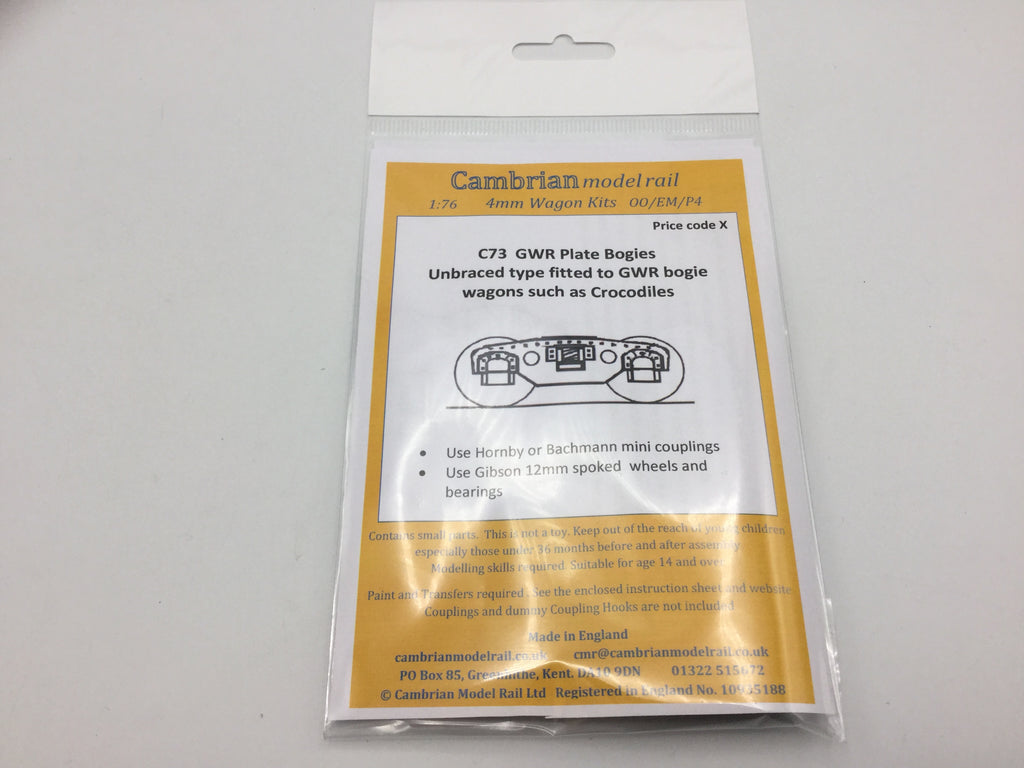 Cambrian model rail
1:76 4mm Wagon Kits OO/EM/P4
Price code X
C73 GWR Plate Bogies
Unbraced type fitted to GWR bogie
wagons such as Crocodiles
• Use Hornby or Bachmann mini couplings
• Use Gibson 12mm spoked wheels and
bearings
Contains small parts. This is not a toy. Keep out of the reach of young children
especially those under 36 months before and after assembly
Modelling skills required. Suitable for age 14 and over
Paint and Transfers required. See the enclosed instruction sheet and website
Couplings and dummy Coupling Hooks are not included
Made in England
cambrianmodelrail.co.uk cmr@cambrianmodelrail.co.uk
PO Box 85, Greenhithe, Kent. DA10 9DN 01322 515672
© Cambrian Model Rail Ltd Registered in England No. 10935188